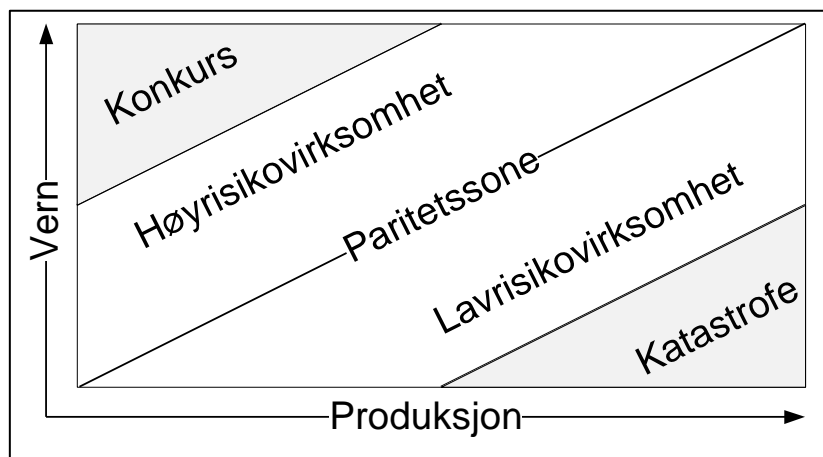 Konkurs
Høyrisikovirksomhet
Paritetssone
Lavrisikovirksomhet
Katastrofe
Vern
Produksjon